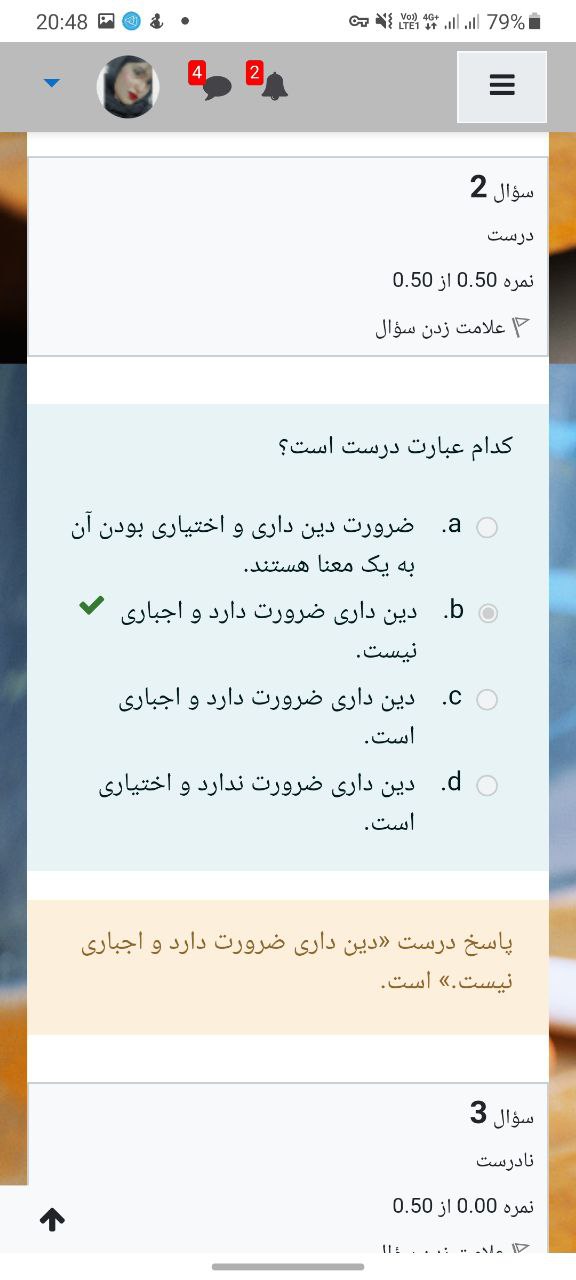 20:48
Vo)) LTE1 4G+ 79%
4 2
سؤال 2
درست
نمره 0.50 از 0.50
علامت زدن سؤال
کدام عبارت درست است؟
a. ضرورت دین داری و اختیاری بودن آن
به یک معنا هستند.
b. دین داری ضرورت دارد و اجباری
نیست.
c. دین داری ضرورت دارد و اجباری
است.
d. دین داری ضرورت ندارد و اختیاری
است.
پاسخ درست «دین داری ضرورت دارد و اجباری
نیست.» است.
سؤال 3
نادرست
نمره 0.00 از 0.50